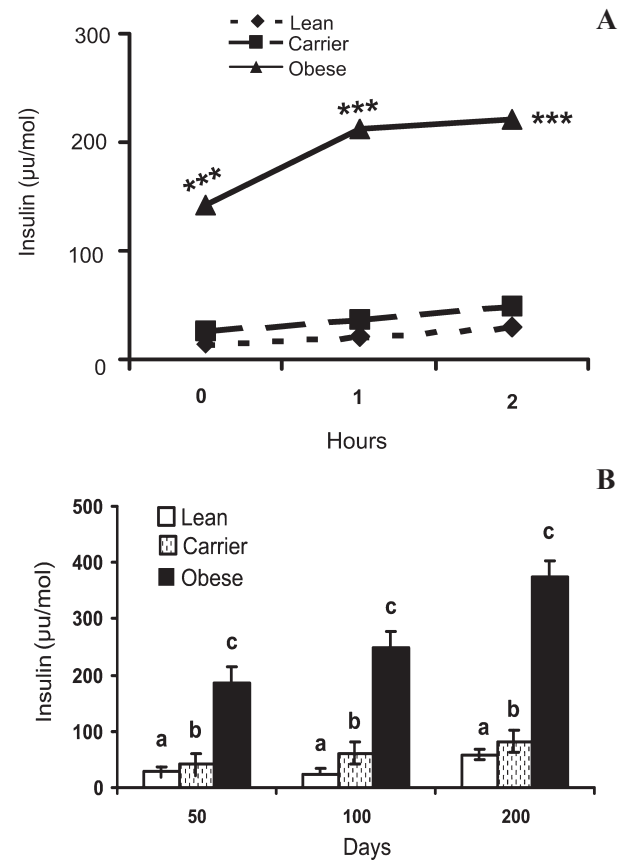 A
Lean
Carrier
Obese
300
200
100
0
Insulin (µu/mol)
***
***
***
0 1 2
Hours
B
Lean
Carrier
Obese
500
400
300
200
100
0
Insulin (µu/mol)
a b c
a b c
a b c
50 100 200
Days